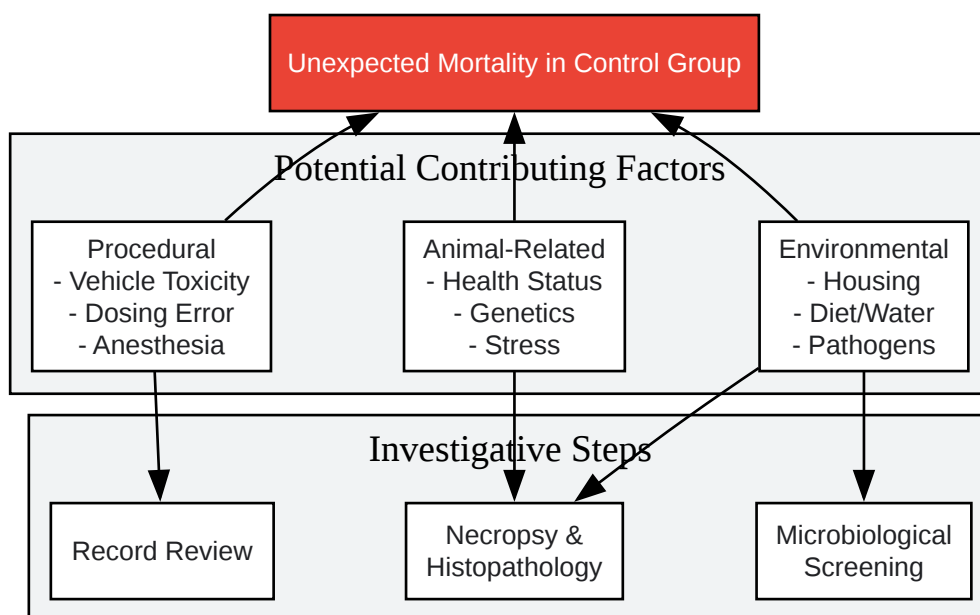 Unexpected Mortality in Control Group
Potential Contributing Factors
Procedural
- Vehicle Toxicity
- Dosing Error
- Anesthesia
Animal-Related
- Health Status
- Genetics
- Stress
Environmental
- Housing
- Diet/Water
- Pathogens
Investigative Steps
Record Review
Necropsy &
Histopathology
Microbiological
Screening